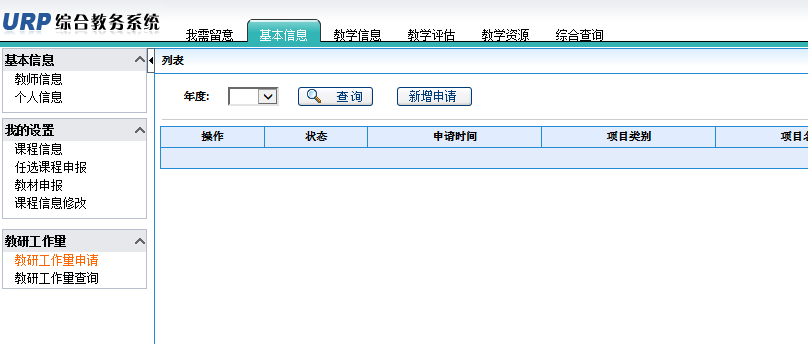 URP 综合教务系统
我需留意 基本信息 教学信息 教学评估 教学资源 综合查询
基本信息
教师信息
个人信息
我的设置
课程信息
任选课程申报
教材申报
课程信息修改
教研工作量
教研工作量申请
教研工作量查询
列表
年度: 查询 新增申请
操作 状态 申请时间 项目类别 项目